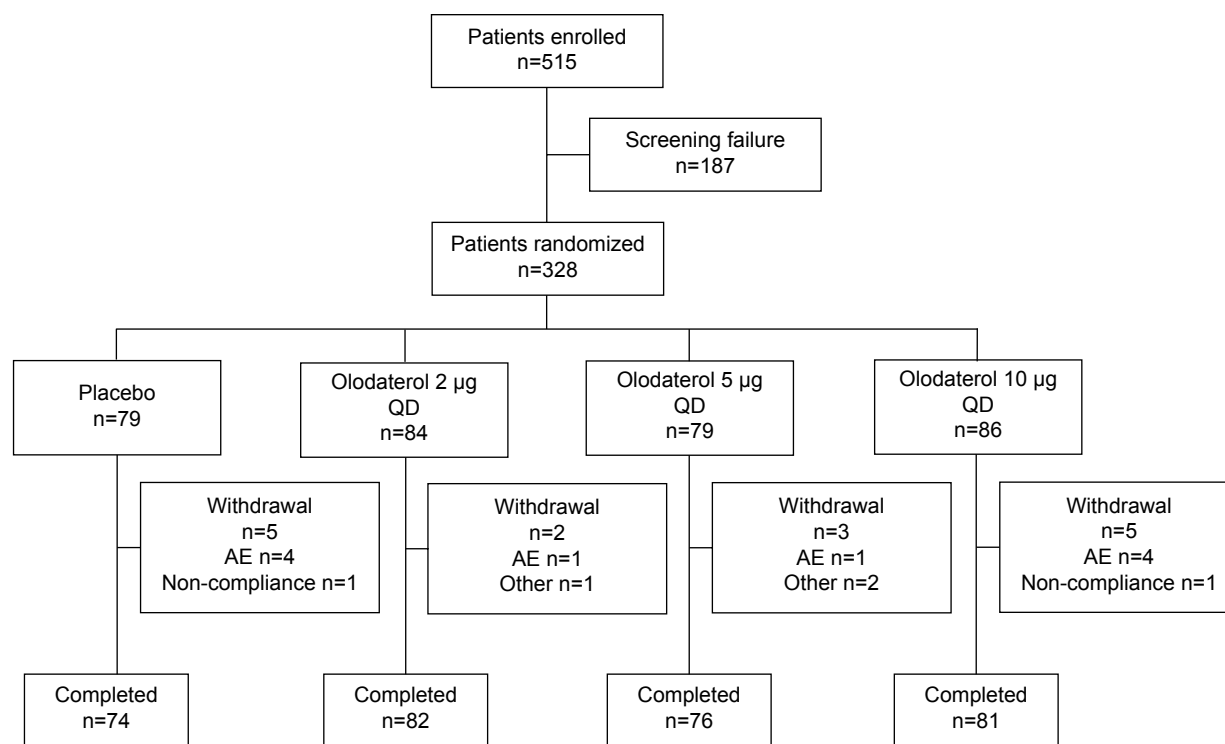 Patients enrolled
n=515
Screening failure
n=187
Patients randomized
n=328
Placebo
n=79
Olodaterol 2 µg
QD
n=84
Olodaterol 5 µg
QD
n=79
Olodaterol 10 µg
QD
n=86
Withdrawal
n=5
AE n=4
Non-compliance n=1
Withdrawal
n=2
AE n=1
Other n=1
Withdrawal
n=3
AE n=1
Other n=2
Withdrawal
n=5
AE n=4
Non-compliance n=1
Completed
n=74
Completed
n=82
Completed
n=76
Completed
n=81